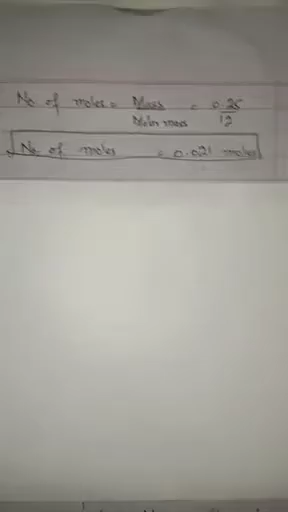 No of moles = Mass / Molar mass = 0.25 / 12
No of moles = 0.021 moles